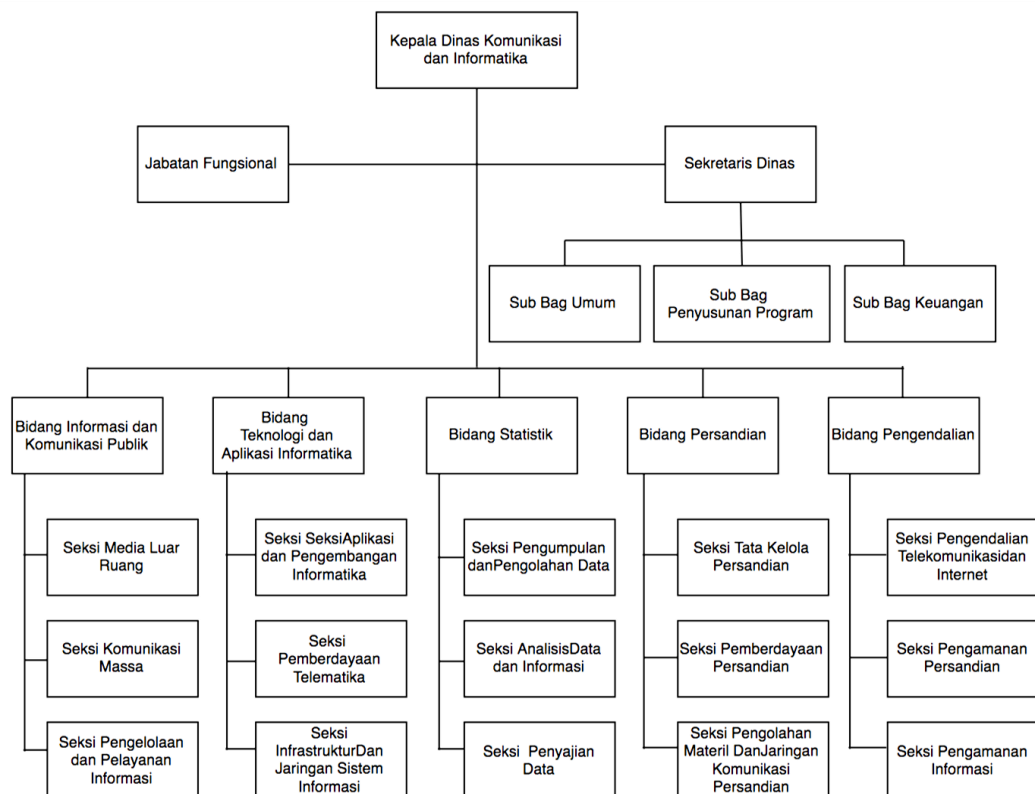 Kepala Dinas Komunikasi
dan Informatika
Jabatan Fungsional
Sekretaris Dinas
Sub Bag Umum
Sub Bag
Penyusunan Program
Sub Bag Keuangan
Bidang Informasi dan
Komunikasi Publik
Bidang
Teknologi dan
Aplikasi Informatika
Bidang Statistik
Bidang Persandian
Bidang Pengendalian
Seksi Media Luar
Ruang
Seksi SeksiAplikasi
dan Pengembangan
Informatika
Seksi Pengumpulan
danPengolahan Data
Seksi Tata Kelola
Persandian
Seksi Pengendalian
Telekomunikasidan
Internet
Seksi Komunikasi
Massa
Seksi
Pemberdayaan
Telematika
Seksi AnalisisData
dan Informasi
Seksi Pemberdayaan
Persandian
Seksi Pengamanan
Persandian
Seksi Pengelolaan
dan Pelayanan
Informasi
Seksi
InfrastrukturDan
Jaringan Sistem
Informasi
Seksi  Penyajian
Data
Seksi Pengolahan
Materil DanJaringan
Komunikasi
Persandian
Seksi Pengamanan
Informasi